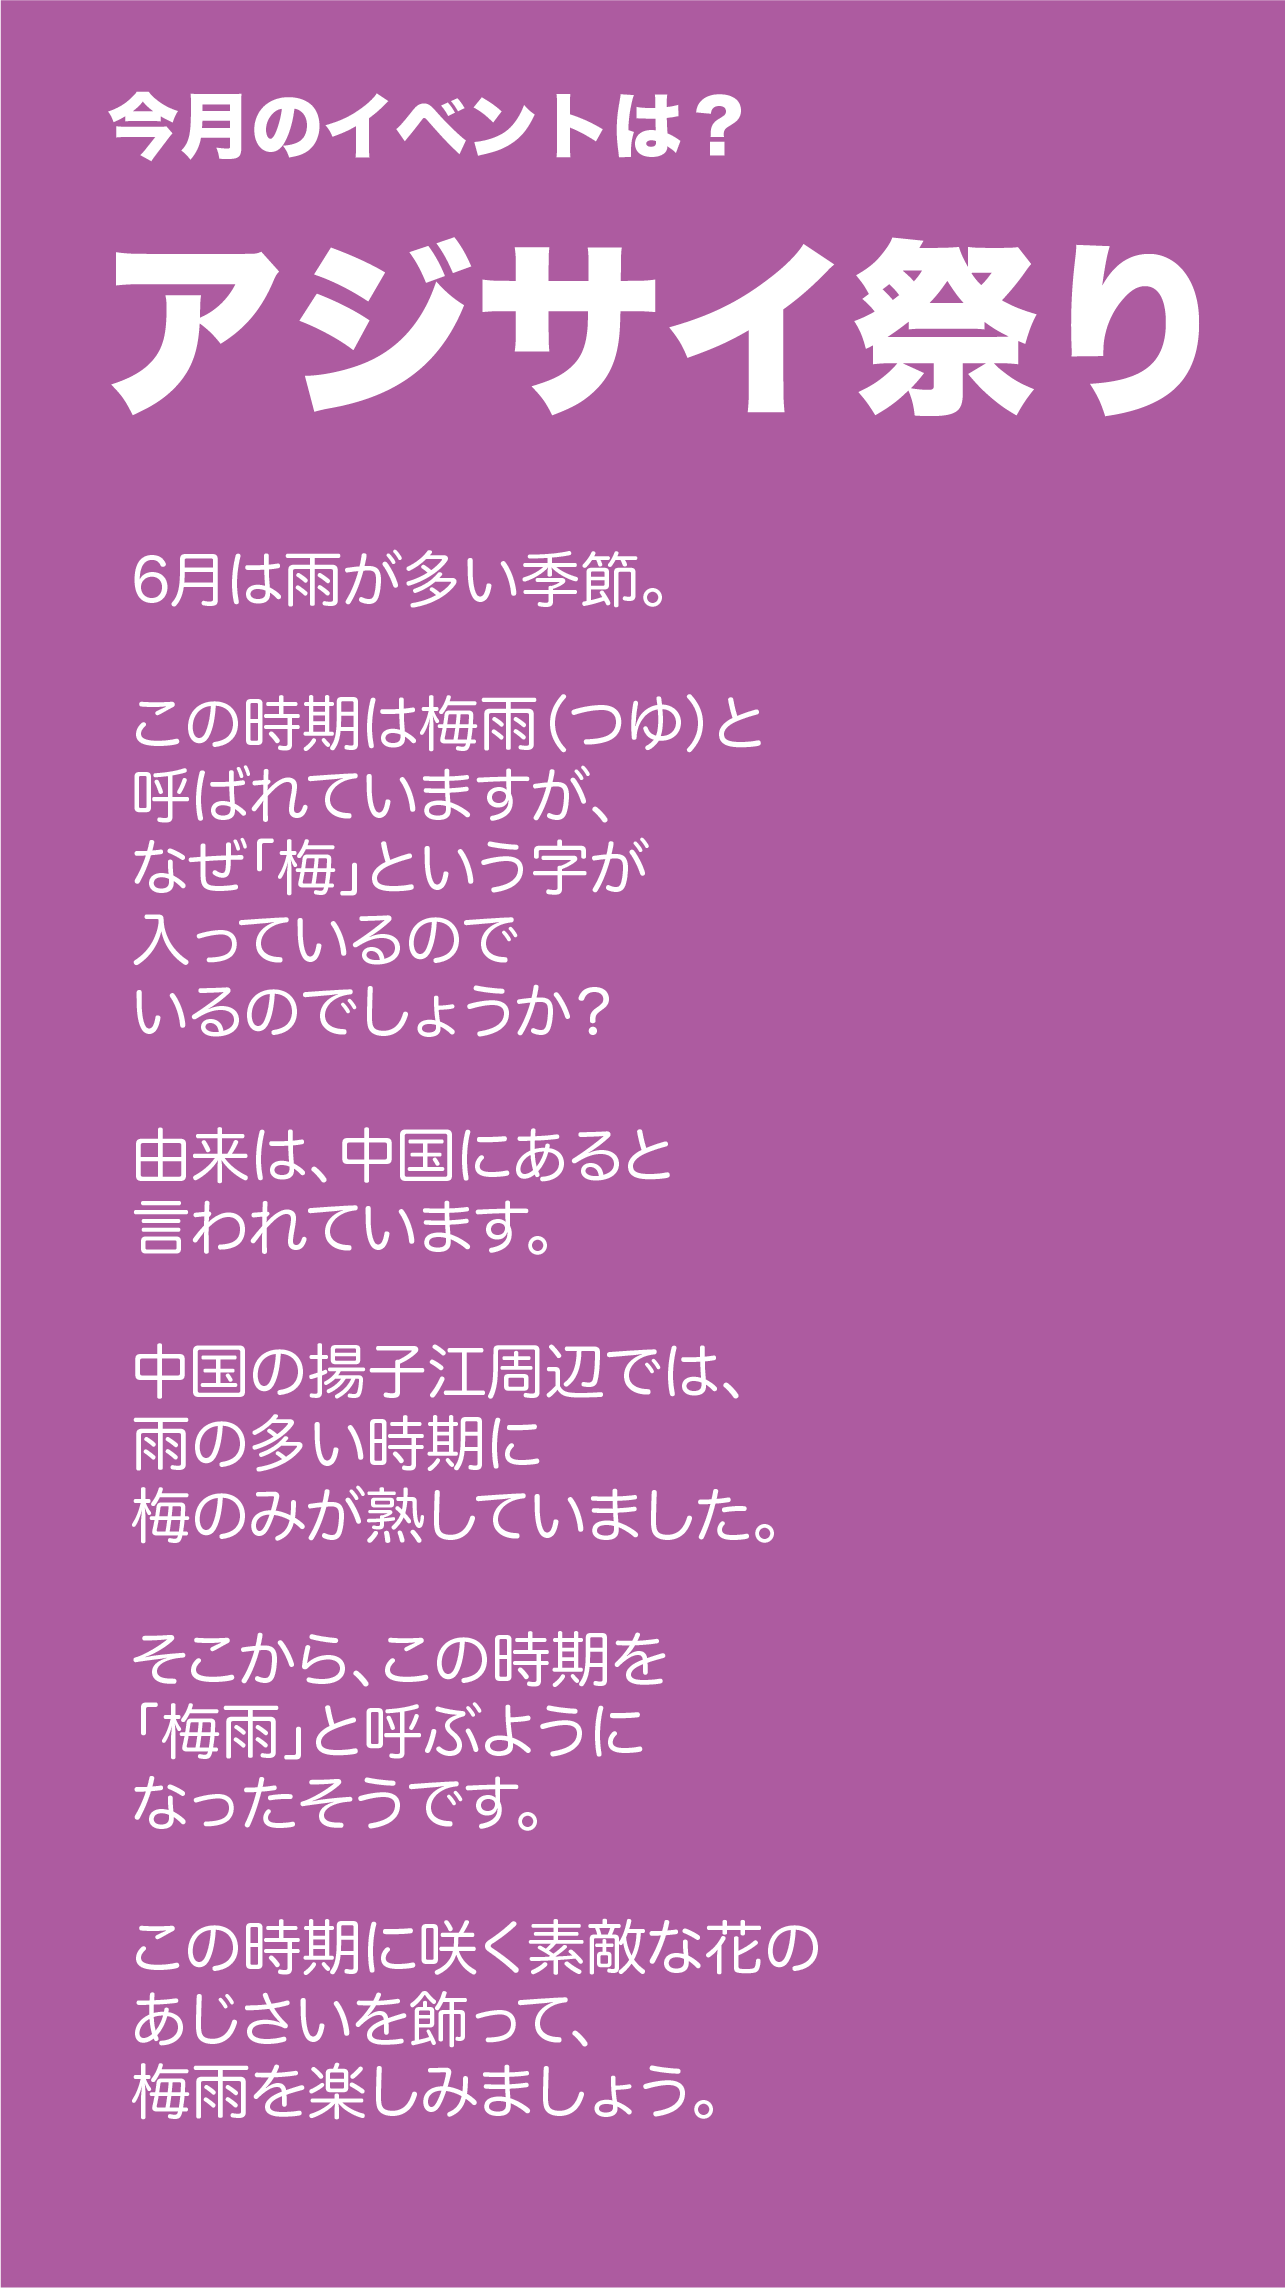 今月のイベントは？
アジサイ祭り
6月は雨が多い季節。
この時期は梅雨（つゆ）と
呼ばれていますが、
なぜ「梅」という字が
入っているので
いるのでしょうか？
由来は、中国にあると
言われています。
中国の揚子江周辺では、
雨の多い時期に
梅のみが熟していました。
そこから、この時期を
「梅雨」と呼ぶように
なったそうです。
この時期に咲く素敵な花の
あじさいを飾って、
梅雨を楽しみましょう。